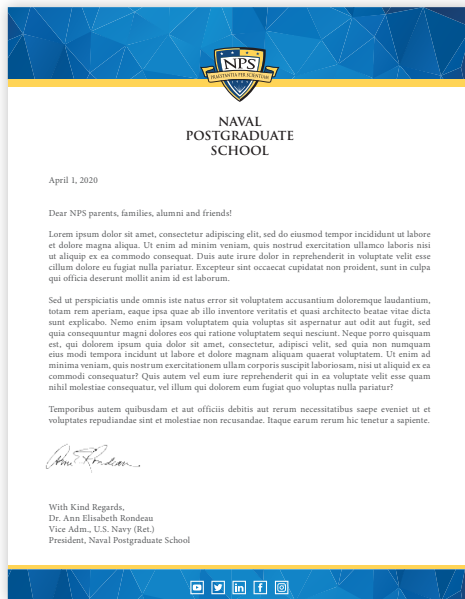 NPS
PRAESTANTIA PER SCIENTIAM
NAVAL
POSTGRADUATE
SCHOOL
April 1, 2020
Dear NPS parents, families, alumni and friends!
Lorem ipsum dolor sit amet, consectetur adipiscing elit, sed do eiusmod tempor incididunt ut labore
et dolore magna aliqua. Ut enim ad minim veniam, quis nostrud exercitation ullamco laboris nisi
ut aliquip ex ea commodo consequat. Duis aute irure dolor in reprehenderit in voluptate velit esse
cillum dolore eu fugiat nulla pariatur. Excepteur sint occaecat cupidatat non proident, sunt in culpa
qui officia deserunt mollit anim id est laborum.
Sed ut perspiciatis unde omnis iste natus error sit voluptatem accusantium doloremque laudantium,
totam rem aperiam, eaque ipsa quae ab illo inventore veritatis et quasi architecto beatae vitae dicta
sunt explicabo. Nemo enim ipsam voluptatem quia voluptas sit aspernatur aut odit aut fugit, sed
quia consequuntur magni dolores eos qui ratione voluptatem sequi nesciunt. Neque porro quisquam
est, qui dolorem ipsum quia dolor sit amet, consectetur, adipisci velit, sed quia non numquam
eius modi tempora incidunt ut labore et dolore magnam aliquam quaerat voluptatem. Ut enim ad
minima veniam, quis nostrum exercitationem ullam corporis suscipit laboriosam, nisi ut aliquid ex ea
commodi consequatur? Quis autem vel eum iure reprehenderit qui in ea voluptate velit esse quam
nihil molestiae consequatur, vel illum qui dolorem eum fugiat quo voluptas nulla pariatur?
Temporibus autem quibusdam et aut officiis debitis aut rerum necessitatibus saepe eveniet ut et
voluptates repudiandae sint et molestiae non recusandae. Itaque earum rerum hic tenetur a sapiente.
Ann E Rondeau
With Kind Regards,
Dr. Ann Elisabeth Rondeau
Vice Adm., U.S. Navy (Ret.)
President, Naval Postgraduate School